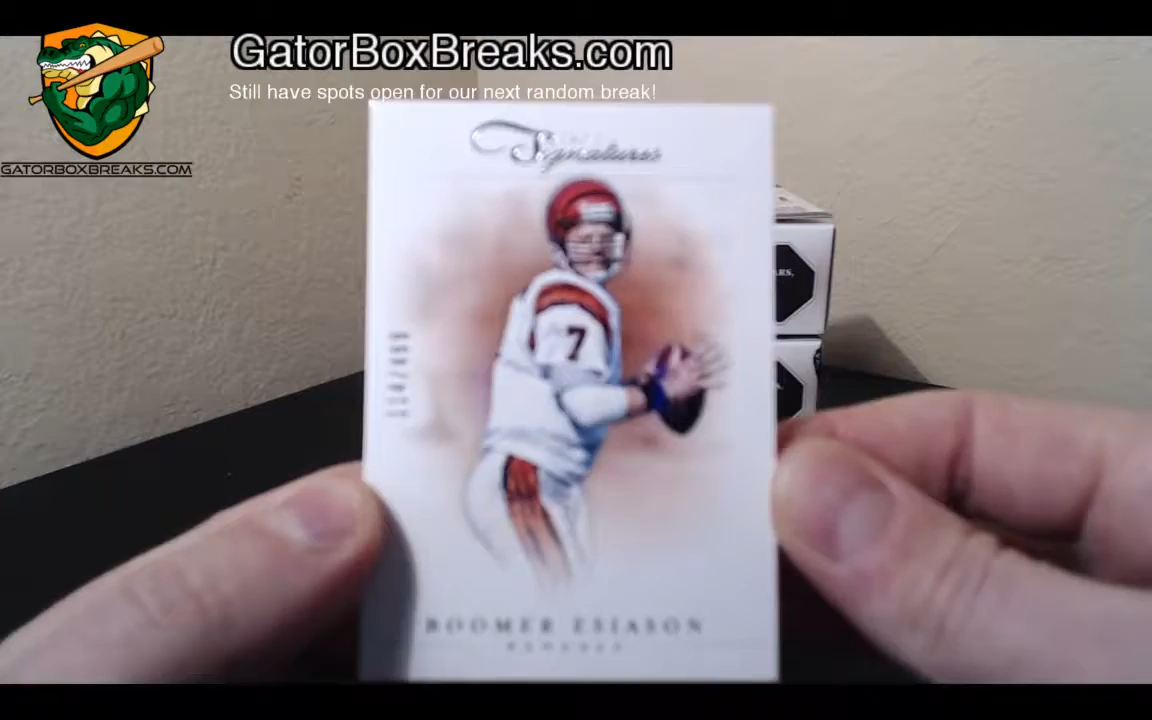 GatorBoxBreaks.com
Still have spots open for our next random break!
GATORBOXBREAKS.COM
Signatures
7
BOOMER ESIASON